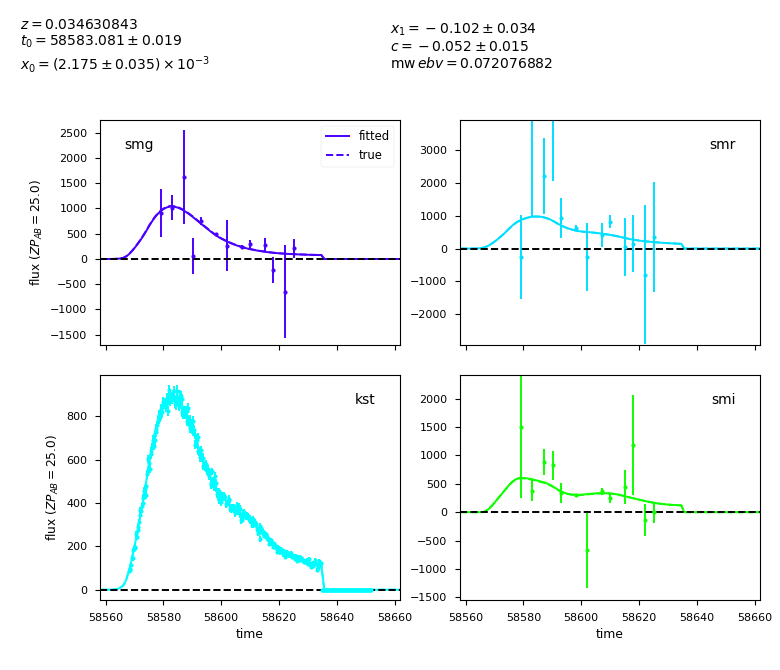 z = 0.034630843
t₀ = 58583.081 ± 0.019
x₀ = (2.175 ± 0.035) × 10⁻³
x₁ = −0.102 ± 0.034
c = −0.052 ± 0.015
mw ebv = 0.072076882
smg
fitted
true
2500
2000
1500
1000
500
0
−500
−1000
−1500
flux (ZP_AB = 25.0)
smr
3000
2000
1000
0
−1000
−2000
kst
800
600
400
200
0
flux (ZP_AB = 25.0)
58560 58580 58600 58620 58640 58660
time
smi
2000
1500
1000
500
0
−500
−1000
−1500
58560 58580 58600 58620 58640 58660
time